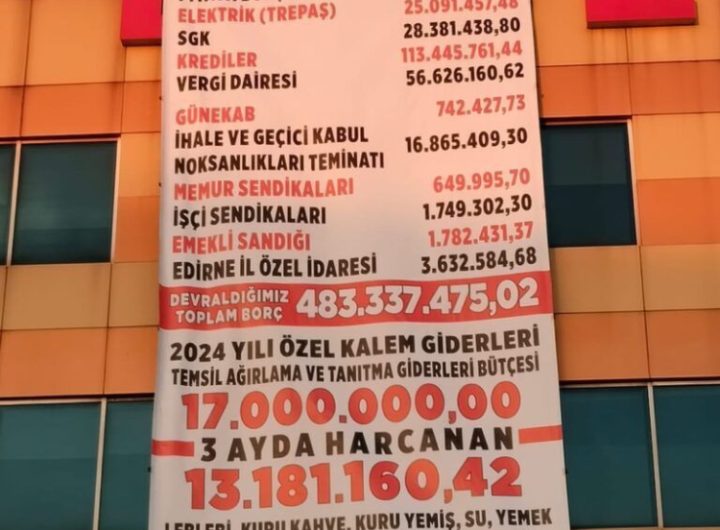 ELEKTRİK (TREPAŞ) 25.091.457,48
SGK 28.381.438,80
KREDİLER 113.445.761,44
VERGİ DAİRESİ 56.626.160,62
GÜNEKAB 742.427,73
İHALE VE GEÇİCİ KABUL
NOKSANLIKLARI TEMİNATI 16.865.409,30
MEMUR SENDİKALARI 649.995,70
İŞÇİ SENDİKALARI 1.749.302,30
EMEKLİ SANDIĞI 1.782.431,37
EDİRNE İL ÖZEL İDARESİ 3.632.584,68
DEVRALDIĞIMIZ
TOPLAM BORÇ 483.337.475,02
2024 YILI ÖZEL KALEM GİDERLERİ
TEMSİL AĞIRLAMA VE TANITMA GİDERLERİ BÜTÇESİ
17.000.000,00
3 AYDA HARCANAN
13.181.160,42
KURU KAHVE, KURU YEMİŞ, SU, YEMEK